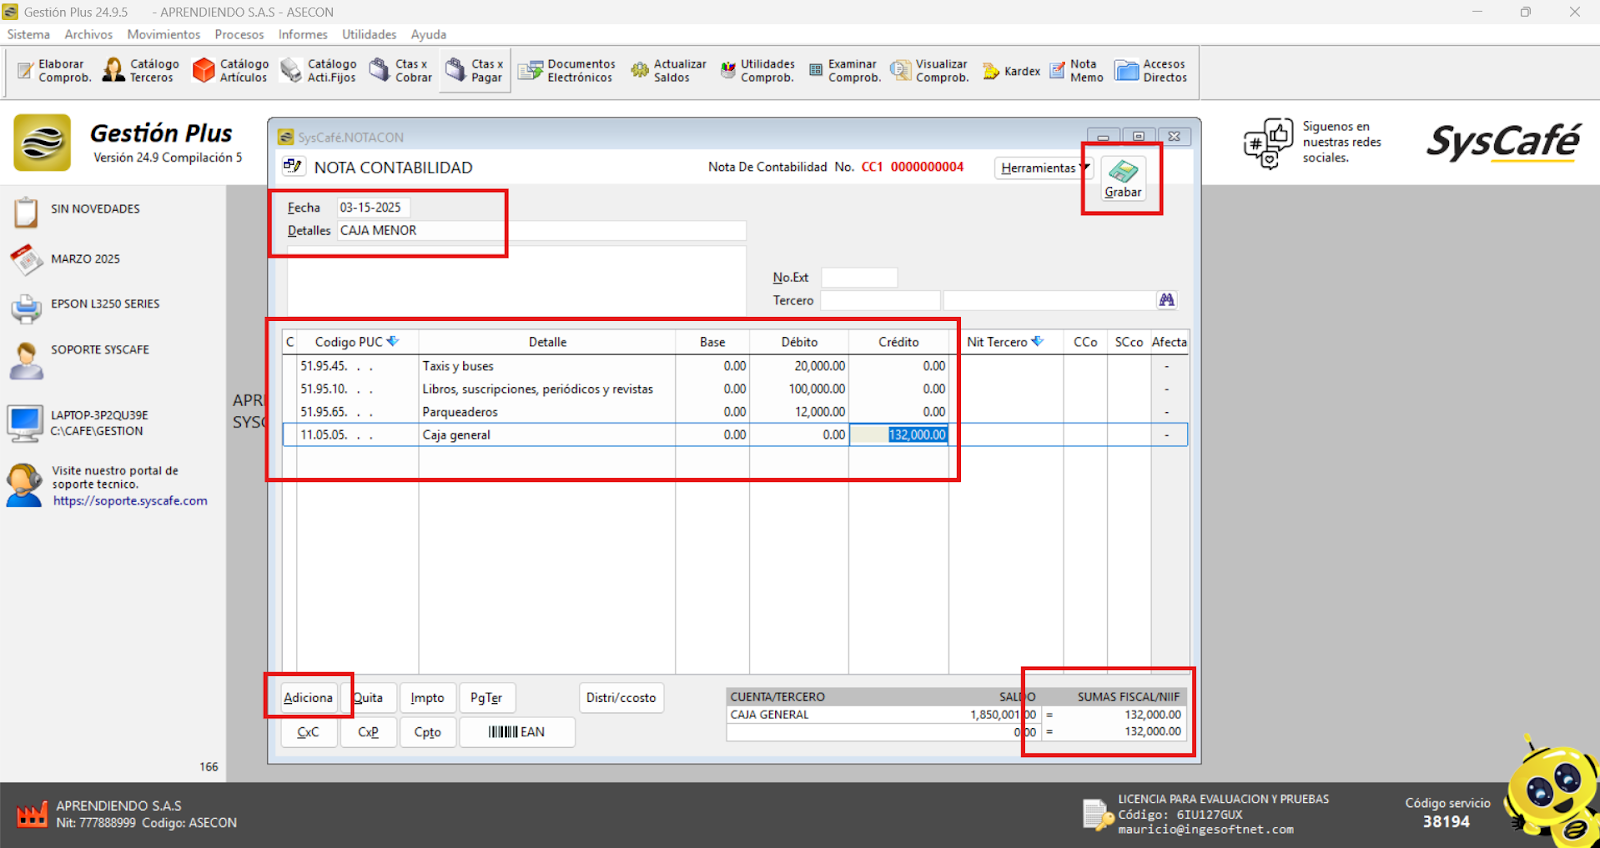 Gestión Plus 24.9.5 - APRENDIENDO S.A.S - ASECON
Sistema Archivos Movimientos Procesos Informes Utilidades Ayuda
Elaborar Comprob.
Catálogo Terceros
Catálogo Artículos
Catálogo Acti.Fijos
Ctas x Cobrar
Ctas x Pagar
Documentos Electrónicos
Actualizar Saldos
Utilidades Comprob.
Examinar Comprob.
Visualizar Comprob.
Kardex
Nota Memo
Accesos Directos
Gestión Plus
Versión 24.9 Compilación 5
Siguenos en
nuestras redes
sociales.
SysCafé
SIN NOVEDADES
MARZO 2025
EPSON L3250 SERIES
SOPORTE SYSCAFE
LAPTOP-3P2QU39E
C:\CAFE\GESTION
Visite nuestro portal de
soporte tecnico.
https://soporte.syscafe.com
166
APR
SYSC
SysCafé.NOTACON
NOTA CONTABILIDAD
Nota De Contabilidad No. CC1 0000000004
Herramientas
Grabar
Fecha 03-15-2025
Detalles CAJA MENOR
No.Ext
Tercero
C Codigo PUC Detalle Base Débito Crédito Nit Tercero CCo SCco Afecta
51.95.45. . . Taxis y buses 0.00 20,000.00 0.00 -
51.95.10. . . Libros, suscripciones, periódicos y revistas 0.00 100,000.00 0.00 -
51.95.65. . . Parqueaderos 0.00 12,000.00 0.00 -
11.05.05. . . Caja general 0.00 0.00 132,000.00 -
Adiciona Quita Impto PgTer Distri/ccosto
CxC CxP Cpto EAN
CUENTA/TERCERO SALDO SUMAS FISCAL/NIIF
CAJA GENERAL 1,850,001.00 = 132,000.00
0.00 = 132,000.00
APRENDIENDO S.A.S
Nit: 777888999 Codigo: ASECON
LICENCIA PARA EVALUACION Y PRUEBAS
Código: 6IU127GUX
mauricio@ingesoftnet.com
Código servicio
38194